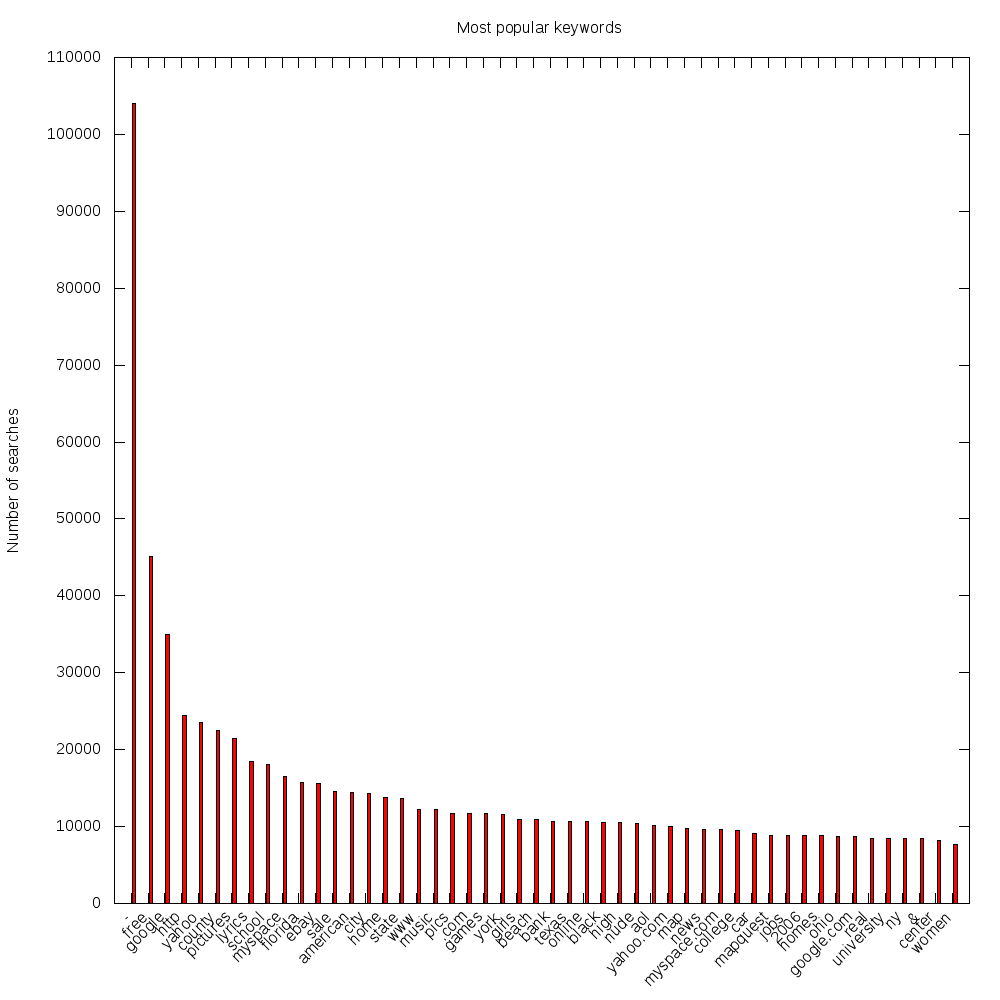 Most popular keywords
110000
100000
90000
80000
70000
60000
50000
40000
30000
20000
10000
0
Number of searches
-
free
google
http
yahoo
county
pictures
lyrics
school
myspace
florida
ebay
sale
american
city
home
state
www
music
pics
com
games
york
girls
beach
bank
texas
online
black
high
nude
aol
yahoo.com
map
news
myspace.com
college
car
mapquest
jobs
2006
homes
ohio
google.com
real
university
ny
&
center
women